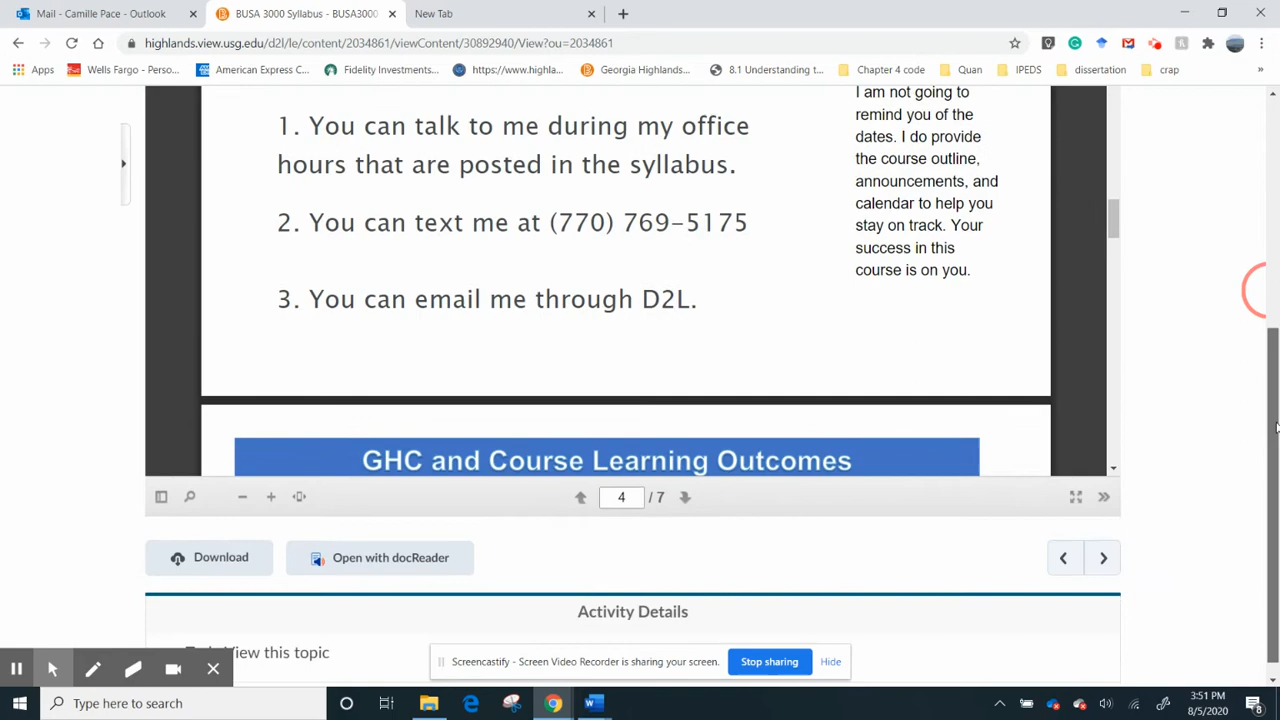 Mail - Camille Pace - Outlook
BUSA 3000 Syllabus - BUSA3000
New Tab
highlands.view.usg.edu/d2l/le/content/2034861/viewContent/30892940/View?ou=2034861
Apps
Wells Fargo - Perso...
American Express C...
Fidelity Investments...
https://www.highla...
Georgia Highlands...
8.1 Understanding t...
Chapter 4 code
Quan
IPEDS
dissertation
crap
»
1. You can talk to me during my office
hours that are posted in the syllabus.
2. You can text me at (770) 769-5175
3. You can email me through D2L.
I am not going to
remind you of the
dates. I do provide
the course outline,
announcements, and
calendar to help you
stay on track. Your
success in this
course is on you.
GHC and Course Learning Outcomes
4 / 7
Download
Open with docReader
Activity Details
View this topic
Screencastify - Screen Video Recorder is sharing your screen.
Stop sharing
Hide
Type here to search
3:51 PM
8/5/2020
8